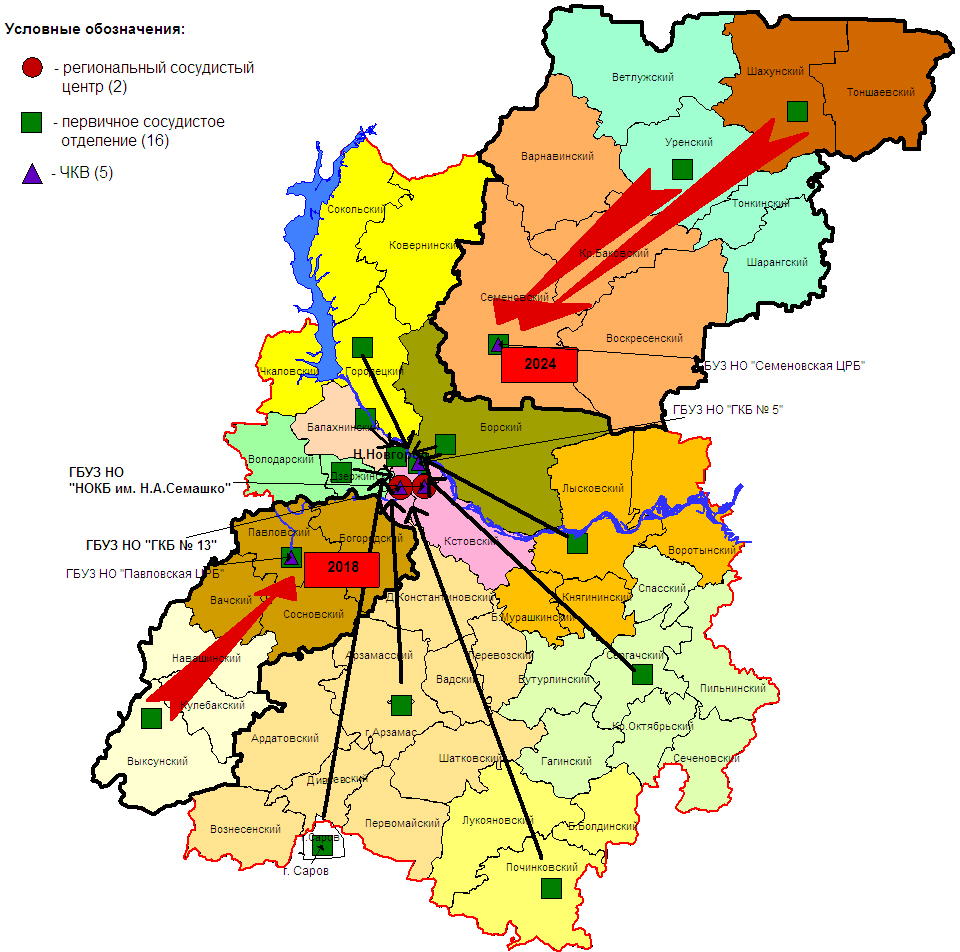 Условные обозначения:
- региональный сосудистый
центр (2)
- первичное сосудистое
отделение (16)
- ЧКВ (5)
Ветлужский
Шахунский
Тоншаевский
Уренский
Варнавинский
Тонкинский
Шарангский
Кр.Баковский
Сокольский
Ковернинский
Семеновский
Воскресенский
2024
БУЗ НО "Семеновская ЦРБ"
Чкаловский
Городецкий
ГБУЗ НО "ГКБ № 5"
Балахнинский
Борский
Н.Новгород
Володарский
Дзержинск
ГБУЗ НО
"НОКБ им. Н.А.Семашко"
Лысковский
Павловский
Богородский
Кстовский
ГБУЗ НО "ГКБ № 13"
Воротынский
2018
ГБУЗ НО "Павловская ЦРБ"
Спасский
Вачский
Сосновский
Д.Константиновский
Княгининский
Б.Мурашкинский
Навашинский
Арзамасский
Перевозский
Сергачский
Вадский
Бутурлинский
Пильнинский
Кулебакский
г.Арзамас
Кр.Октябрьский
Ардатовский
Выксунский
Шатковский
Гагинский
Сеченовский
Дивеевский
Вознесенский
Первомайский
Лукояновский
Б.Болдинский
г.Саров
г. Саров
Починковский